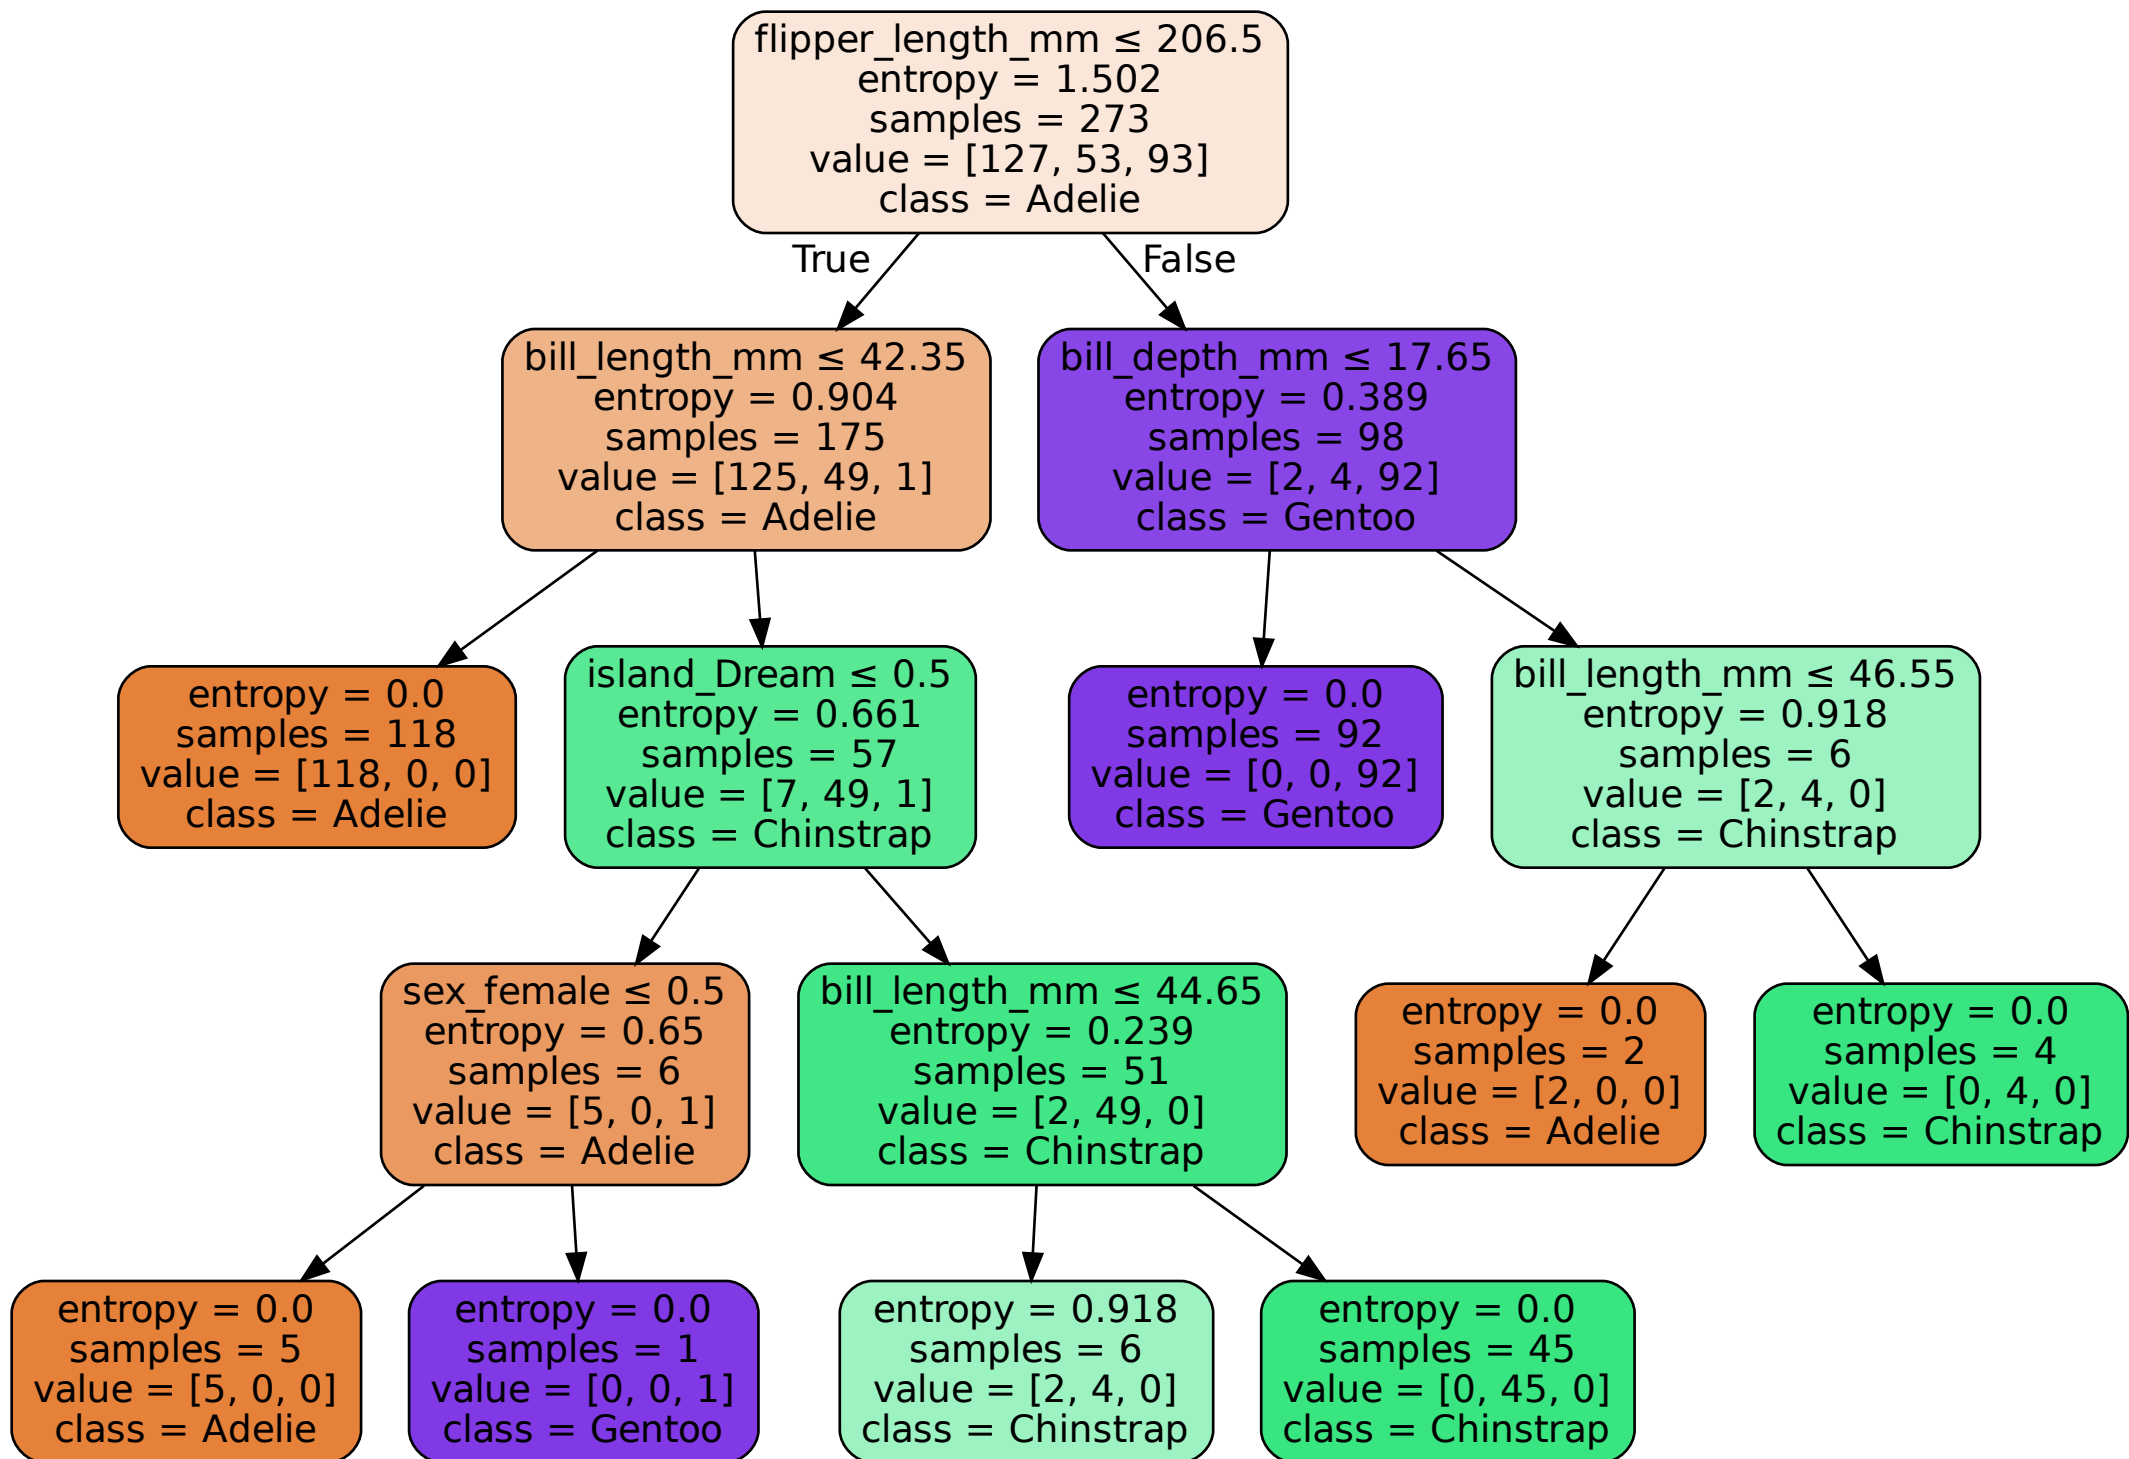 flipper_length_mm ≤ 206.5
entropy = 1.502
samples = 273
value = [127, 53, 93]
class = Adelie
True
False
bill_length_mm ≤ 42.35
entropy = 0.904
samples = 175
value = [125, 49, 1]
class = Adelie
bill_depth_mm ≤ 17.65
entropy = 0.389
samples = 98
value = [2, 4, 92]
class = Gentoo
entropy = 0.0
samples = 118
value = [118, 0, 0]
class = Adelie
island_Dream ≤ 0.5
entropy = 0.661
samples = 57
value = [7, 49, 1]
class = Chinstrap
entropy = 0.0
samples = 92
value = [0, 0, 92]
class = Gentoo
bill_length_mm ≤ 46.55
entropy = 0.918
samples = 6
value = [2, 4, 0]
class = Chinstrap
sex_female ≤ 0.5
entropy = 0.65
samples = 6
value = [5, 0, 1]
class = Adelie
bill_length_mm ≤ 44.65
entropy = 0.239
samples = 51
value = [2, 49, 0]
class = Chinstrap
entropy = 0.0
samples = 2
value = [2, 0, 0]
class = Adelie
entropy = 0.0
samples = 4
value = [0, 4, 0]
class = Chinstrap
entropy = 0.0
samples = 5
value = [5, 0, 0]
class = Adelie
entropy = 0.0
samples = 1
value = [0, 0, 1]
class = Gentoo
entropy = 0.918
samples = 6
value = [2, 4, 0]
class = Chinstrap
entropy = 0.0
samples = 45
value = [0, 45, 0]
class = Chinstrap